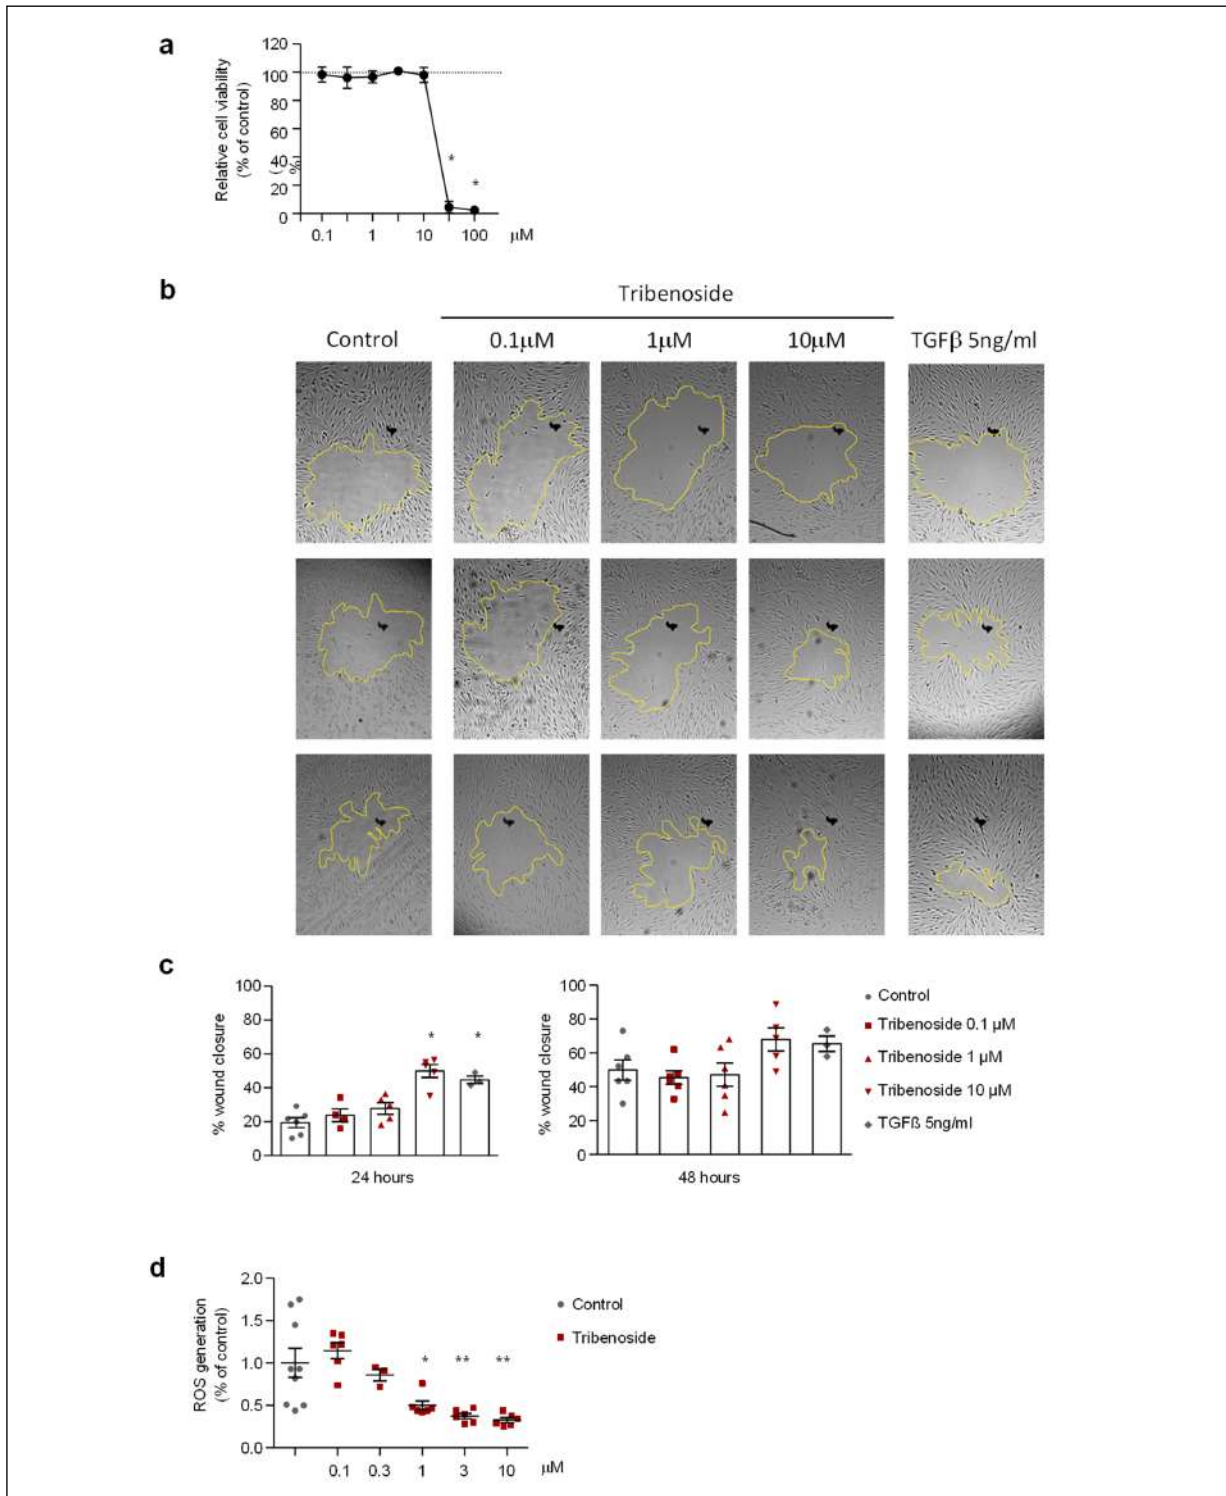 a
120
100
80
60
40
20
0
Relative cell viability
(% of control)
(%
*
*
0.1 1 10 100 μM
b
Tribenoside
Control 0.1μM 1μM 10μM TGFβ 5ng/ml
c
100
80
60
40
20
0
% wound closure
* *
24 hours
100
80
60
40
20
0
% wound closure
48 hours
Control
Tribenoside 0.1 μM
Tribenoside 1 μM
Tribenoside 10 μM
TGFß 5ng/ml
d
2.0
1.5
1.0
0.5
0.0
ROS generation
(% of control)
* ** **
0.1 0.3 1 3 10 μM
Control
Tribenoside